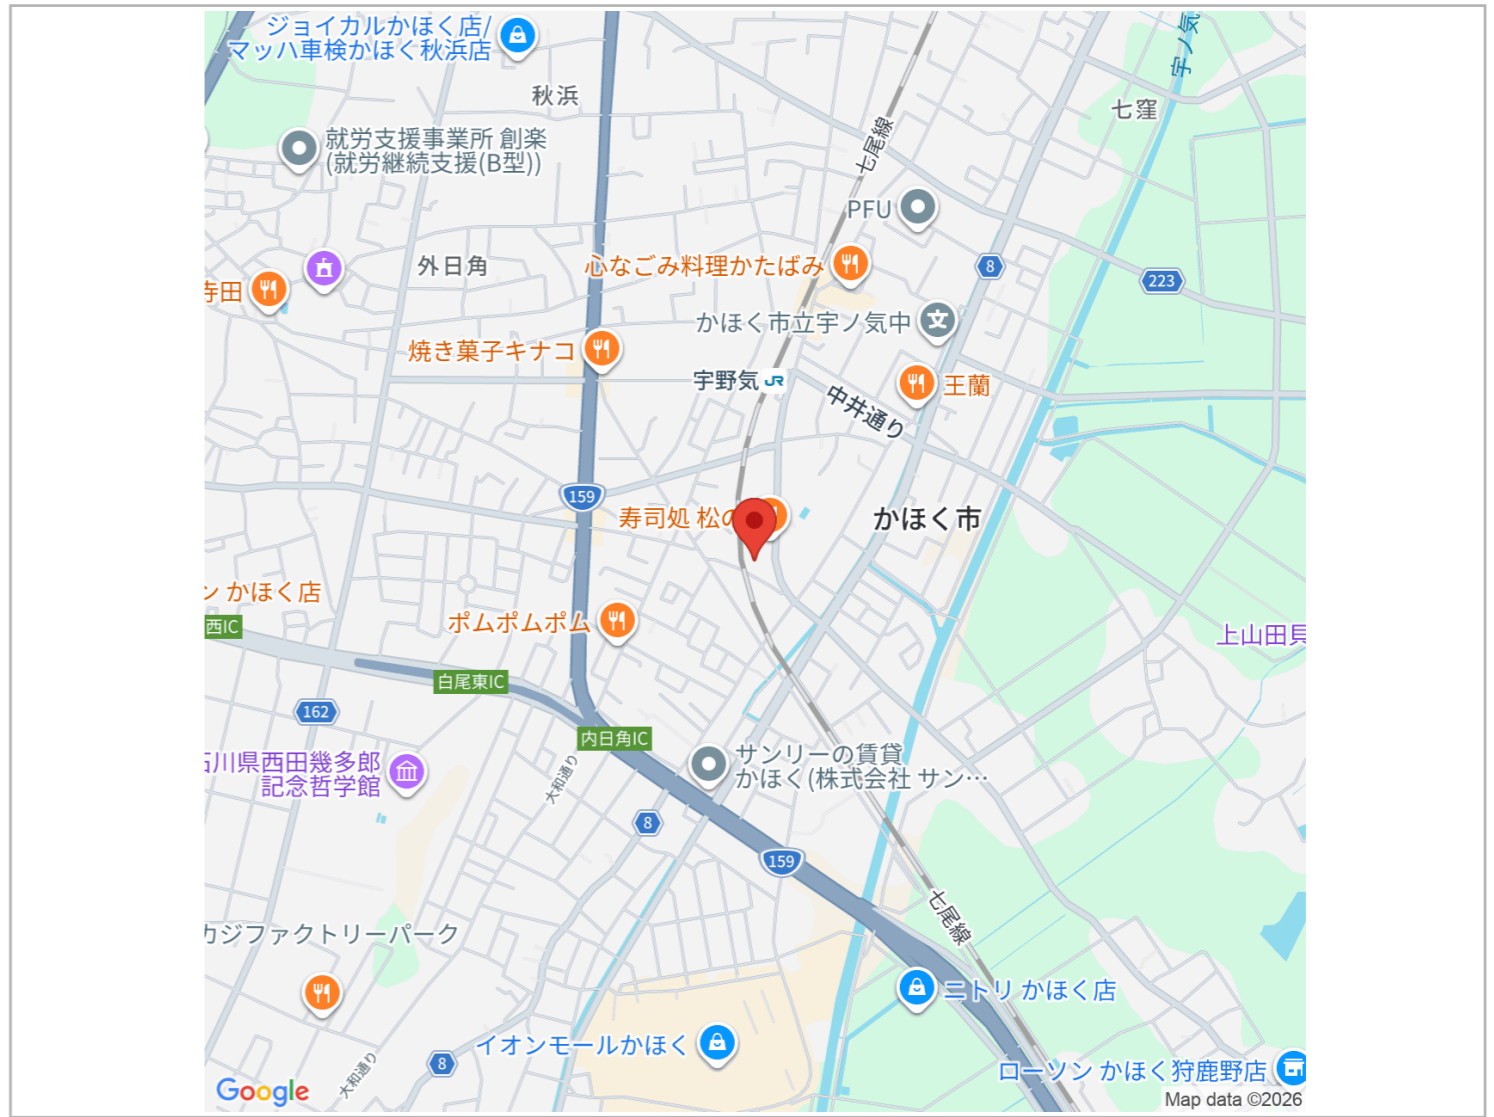 ジョイカルかほく店/
マッハ車検かほく秋浜店
宇ノ気
秋浜
七窪
就労支援事業所 創楽
(就労継続支援(B型))
七尾線
PFU
外日角
心なごみ料理かたばみ
8
223
寺田
かほく市立宇ノ気中
焼き菓子キナコ
宇野気 JR
王蘭
中井通り
159
寿司処 松の
かほく市
ン かほく店
西IC
ポムポムポム
上山田貝
白尾東IC
162
内日角IC
石川県西田幾多郎
記念哲学館
サンリーの賃貸
かほく(株式会社 サン…
大和通り
8
159
七尾線
カジファクトリーパーク
ニトリ かほく店
イオンモールかほく
8
大和通り
ローソン かほく狩鹿野店
Google
Map data ©2026